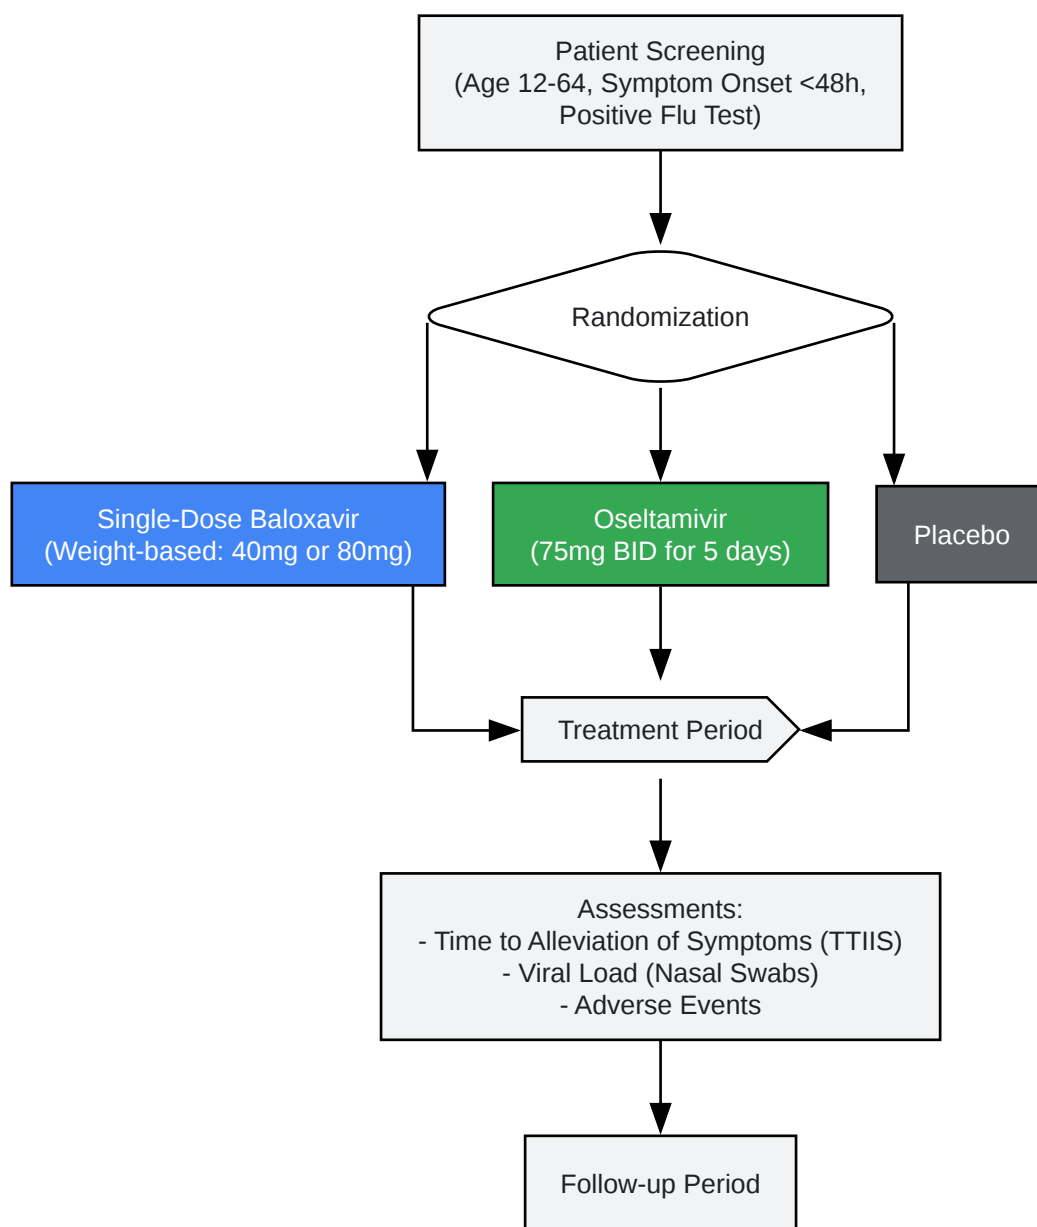 Patient Screening
(Age 12-64, Symptom Onset <48h,
Positive Flu Test)
Randomization
Single-Dose Baloxavir
(Weight-based: 40mg or 80mg)
Oseltamivir
(75mg BID for 5 days)
Placebo
Treatment Period
Assessments:
- Time to Alleviation of Symptoms (TTIIS)
- Viral Load (Nasal Swabs)
- Adverse Events
Follow-up Period